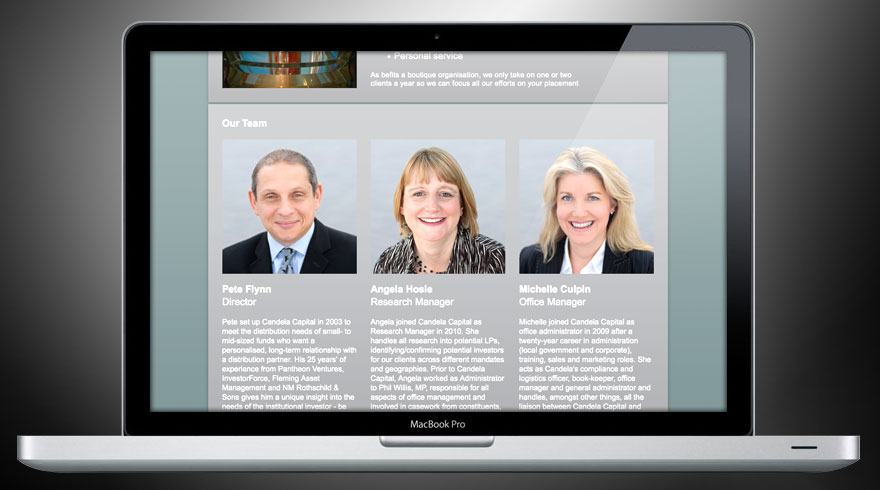 • Personal service
As befits a boutique organisation, we only take on one or two
clients a year so we can focus all our efforts on your placement
Our Team
Pete Flynn
Director
Pete set up Candela Capital in 2003 to
meet the distribution needs of small- to
mid-sized funds who want a
personalised, long-term relationship with
a distribution partner. His 25 years' of
experience from Pantheon Ventures,
InvestorForce, Fleming Asset
Management and NM Rothschild &
Sons gives him a unique insight into the
needs of the institutional investor - be
Angela Hosie
Research Manager
Angela joined Candela Capital as
Research Manager in 2010. She
handles all research into potential LPs,
identifying/confirming potential investors
for our clients across different mandates
and geographies. Prior to Candela
Capital, Angela worked as Administrator
to Phil Willis, MP, responsible for all
aspects of office management and
involved in casework from constituents,
Michelle Culpin
Office Manager
Michelle joined Candela Capital as
office administrator in 2009 after a
twenty-year career in administration
(local government and corporate),
training, sales and marketing roles. She
acts as Candela's compliance and
logistics officer, book-keeper, office
manager and general administrator and
handles, amongst other things, all the
liaison between Candela Capital and
MacBook Pro